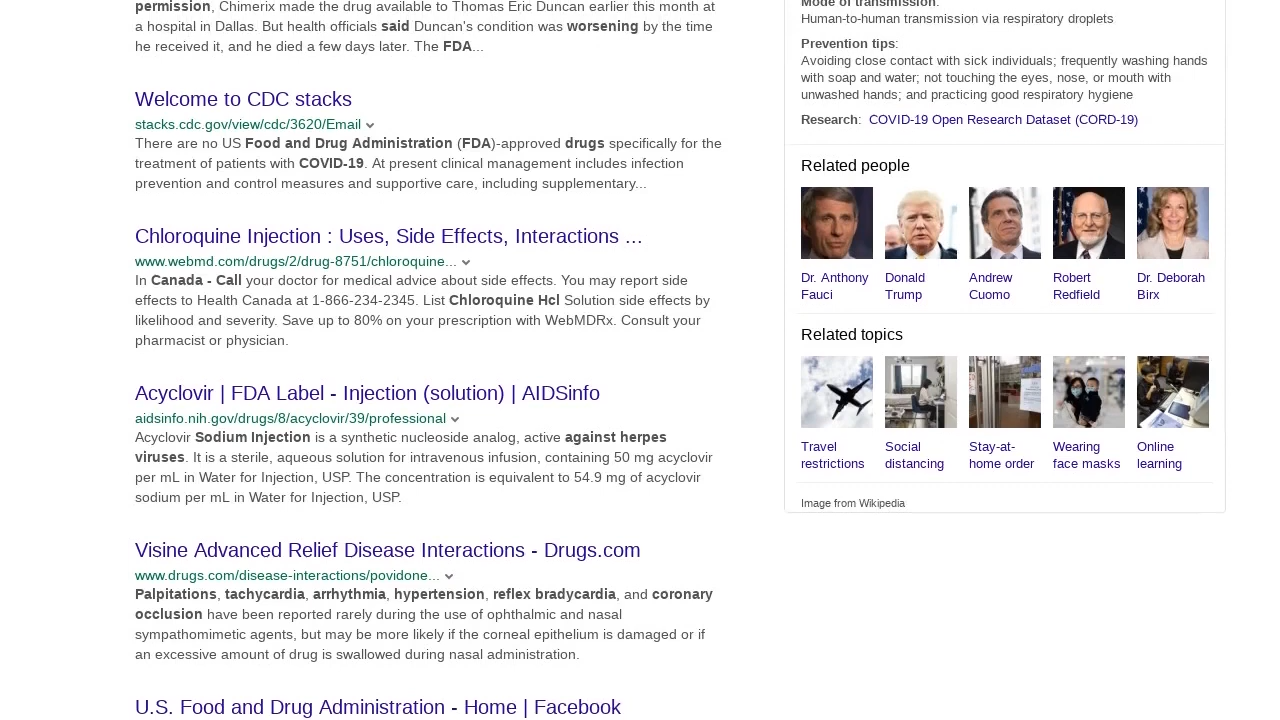 permission, Chimerix made the drug available to Thomas Eric Duncan earlier this month at
a hospital in Dallas. But health officials said Duncan's condition was worsening by the time
he received it, and he died a few days later. The FDA...
Welcome to CDC stacks
stacks.cdc.gov/view/cdc/3620/Email
There are no US Food and Drug Administration (FDA)-approved drugs specifically for the
treatment of patients with COVID-19. At present clinical management includes infection
prevention and control measures and supportive care, including supplementary...
Chloroquine Injection : Uses, Side Effects, Interactions ...
www.webmd.com/drugs/2/drug-8751/chloroquine...
In Canada - Call your doctor for medical advice about side effects. You may report side
effects to Health Canada at 1-866-234-2345. List Chloroquine Hcl Solution side effects by
likelihood and severity. Save up to 80% on your prescription with WebMDRx. Consult your
pharmacist or physician.
Acyclovir | FDA Label - Injection (solution) | AIDSinfo
aidsinfo.nih.gov/drugs/8/acyclovir/39/professional
Acyclovir Sodium Injection is a synthetic nucleoside analog, active against herpes
viruses. It is a sterile, aqueous solution for intravenous infusion, containing 50 mg acyclovir
per mL in Water for Injection, USP. The concentration is equivalent to 54.9 mg of acyclovir
sodium per mL in Water for Injection, USP.
Visine Advanced Relief Disease Interactions - Drugs.com
www.drugs.com/disease-interactions/povidone...
Palpitations, tachycardia, arrhythmia, hypertension, reflex bradycardia, and coronary
occlusion have been reported rarely during the use of ophthalmic and nasal
sympathomimetic agents, but may be more likely if the corneal epithelium is damaged or if
an excessive amount of drug is swallowed during nasal administration.
U.S. Food and Drug Administration - Home | Facebook
Mode of transmission:
Human-to-human transmission via respiratory droplets
Prevention tips:
Avoiding close contact with sick individuals; frequently washing hands
with soap and water; not touching the eyes, nose, or mouth with
unwashed hands; and practicing good respiratory hygiene
Research: COVID-19 Open Research Dataset (CORD-19)
Related people
Dr. Anthony
Fauci
Donald
Trump
Andrew
Cuomo
Robert
Redfield
Dr. Deborah
Birx
Related topics
Travel
restrictions
Social
distancing
Stay-at-
home order
Wearing
face masks
Online
learning
Image from Wikipedia